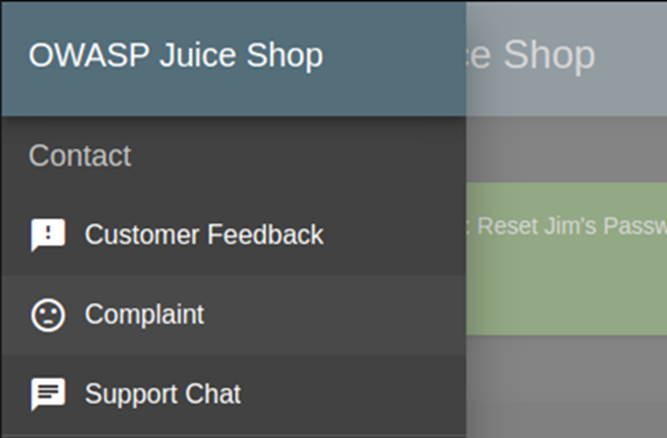 OWASP Juice Shop
ce Shop
Contact
Customer Feedback
: Reset Jim's Passw
Complaint
Support Chat